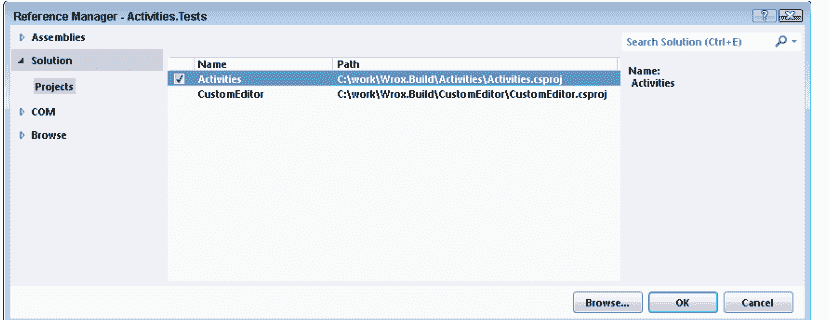 Reference Manager - Activities.Tests
Assemblies
Solution
Projects
COM
Browse
Name Path
Activities C:\work\Wrox.Build\Activities\Activities.csproj
CustomEditor C:\work\Wrox.Build\CustomEditor\CustomEditor.csproj
Search Solution (Ctrl+E)
Name:
Activities
Browse... OK Cancel